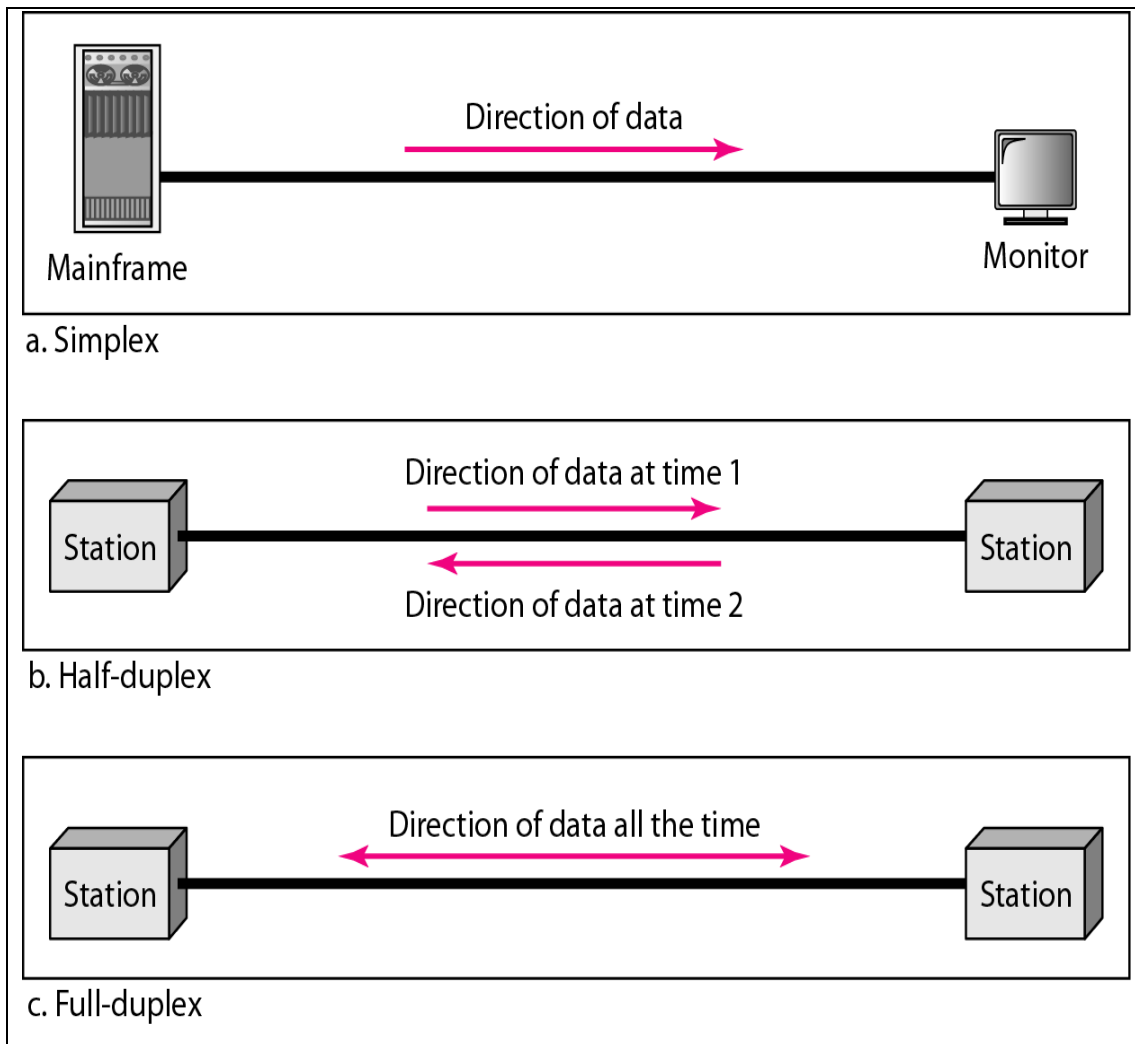 Direction of data
Mainframe
Monitor
a. Simplex
Direction of data at time 1
Station
Station
Direction of data at time 2
b. Half-duplex
Direction of data all the time
Station
Station
c. Full-duplex